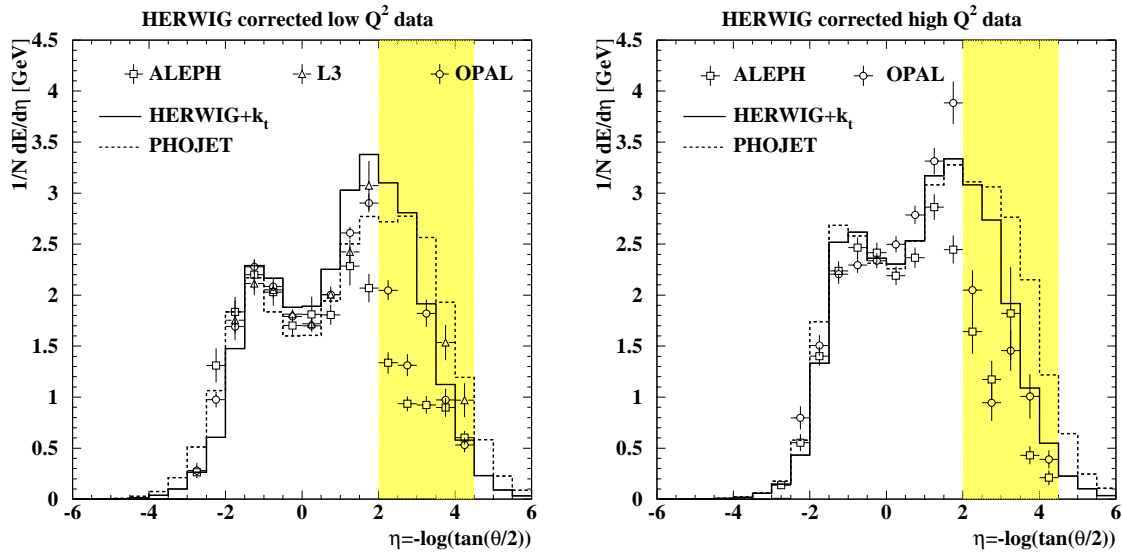 HERWIG corrected low Q² data
1/N dE/dη [GeV]
4.5
4
3.5
3
2.5
2
1.5
1
0.5
0
ALEPH L3 OPAL
HERWIG+kₜ
PHOJET
-6 -4 -2 0 2 4 6
η=-log(tan(θ/2))
HERWIG corrected high Q² data
1/N dE/dη [GeV]
4.5
4
3.5
3
2.5
2
1.5
1
0.5
0
ALEPH OPAL
HERWIG+kₜ
PHOJET
-6 -4 -2 0 2 4 6
η=-log(tan(θ/2))